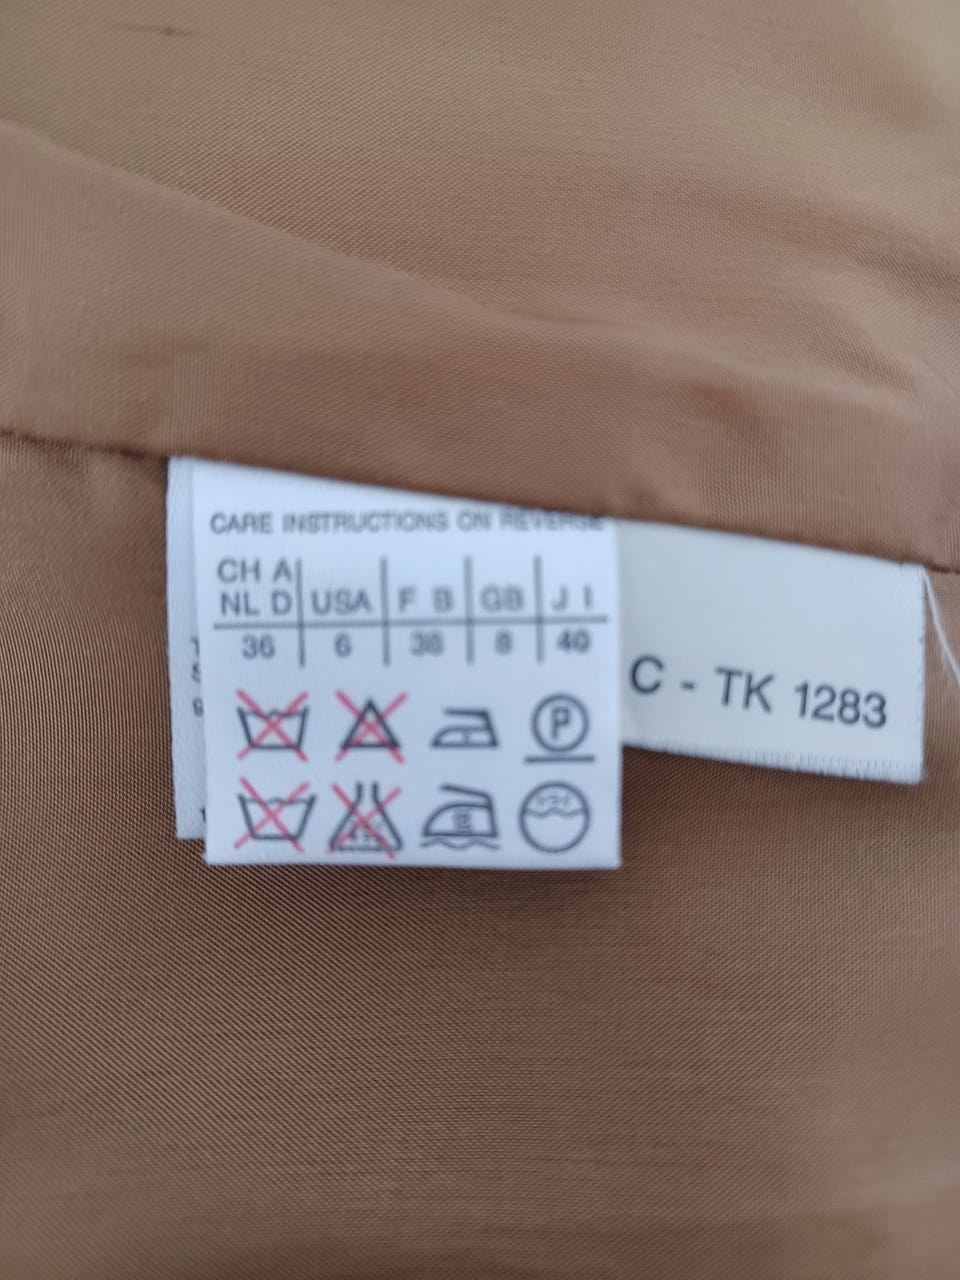 CARE INSTRUCTIONS ON REVERSE
CH A
NL D USA F B GB J I
36 6 38 8 40
P
C - TK 1283